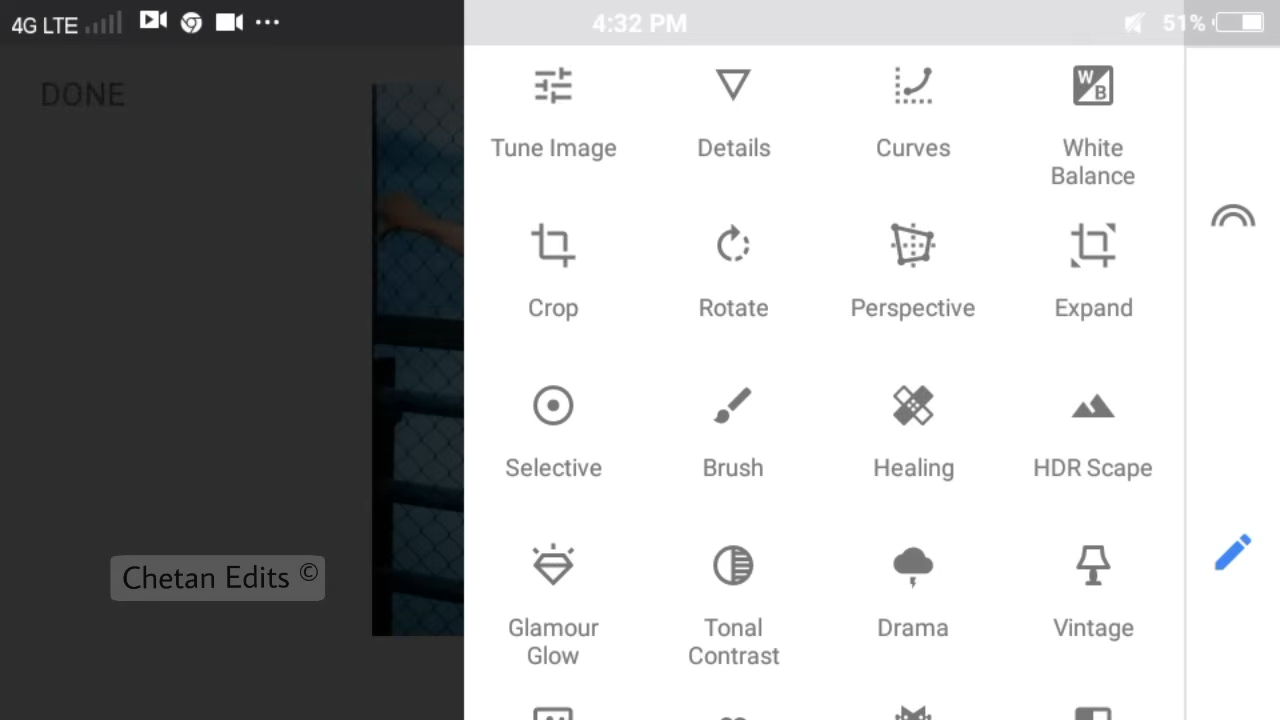 4G LTE 4:32 PM 51%
DONE
Tune Image Details Curves White Balance
Crop Rotate Perspective Expand
Selective Brush Healing HDR Scape
Glamour Glow Tonal Contrast Drama Vintage
Chetan Edits ©